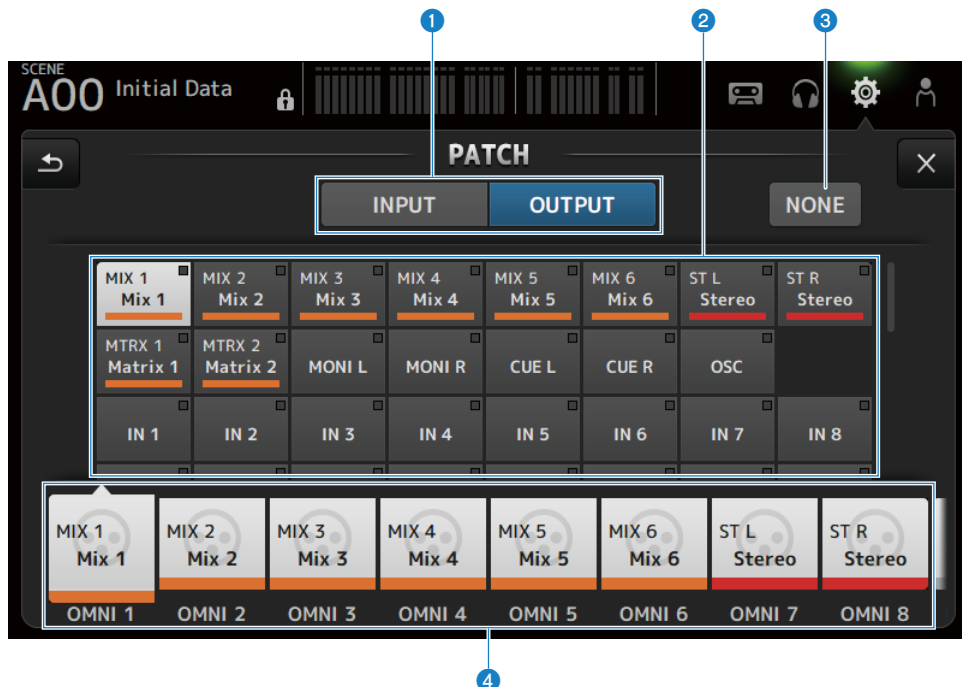 1 2 3
SCENE
A00 Initial Data
PATCH
INPUT OUTPUT NONE
MIX 1 MIX 2 MIX 3 MIX 4 MIX 5 MIX 6 ST L ST R
Mix 1 Mix 2 Mix 3 Mix 4 Mix 5 Mix 6 Stereo Stereo
MTRX 1 MTRX 2
Matrix 1 Matrix 2 MONI L MONI R CUE L CUE R OSC
IN 1 IN 2 IN 3 IN 4 IN 5 IN 6 IN 7 IN 8
MIX 1 MIX 2 MIX 3 MIX 4 MIX 5 MIX 6 ST L ST R
Mix 1 Mix 2 Mix 3 Mix 4 Mix 5 Mix 6 Stereo Stereo
OMNI 1 OMNI 2 OMNI 3 OMNI 4 OMNI 5 OMNI 6 OMNI 7 OMNI 8
4